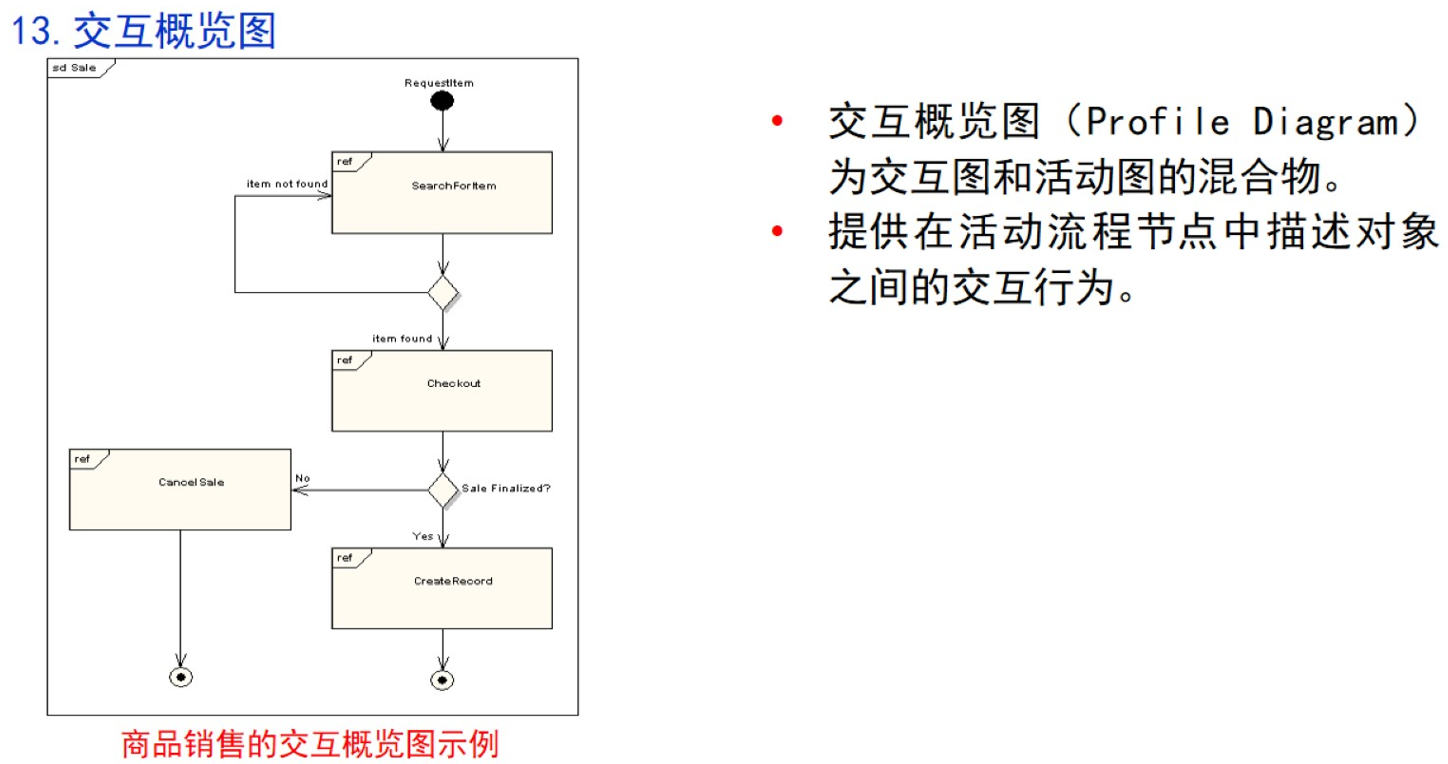 13. 交互概览图
sd Sale
RequestItem
ref
SearchForItem
item not found
item found
ref
Checkout
ref
CancelSale
No
Sale Finalized?
Yes
ref
CreateRecord
商品销售的交互概览图示例
• 交互概览图（Profile Diagram）
为交互图和活动图的混合物。
• 提供在活动流程节点中描述对象
之间的交互行为。